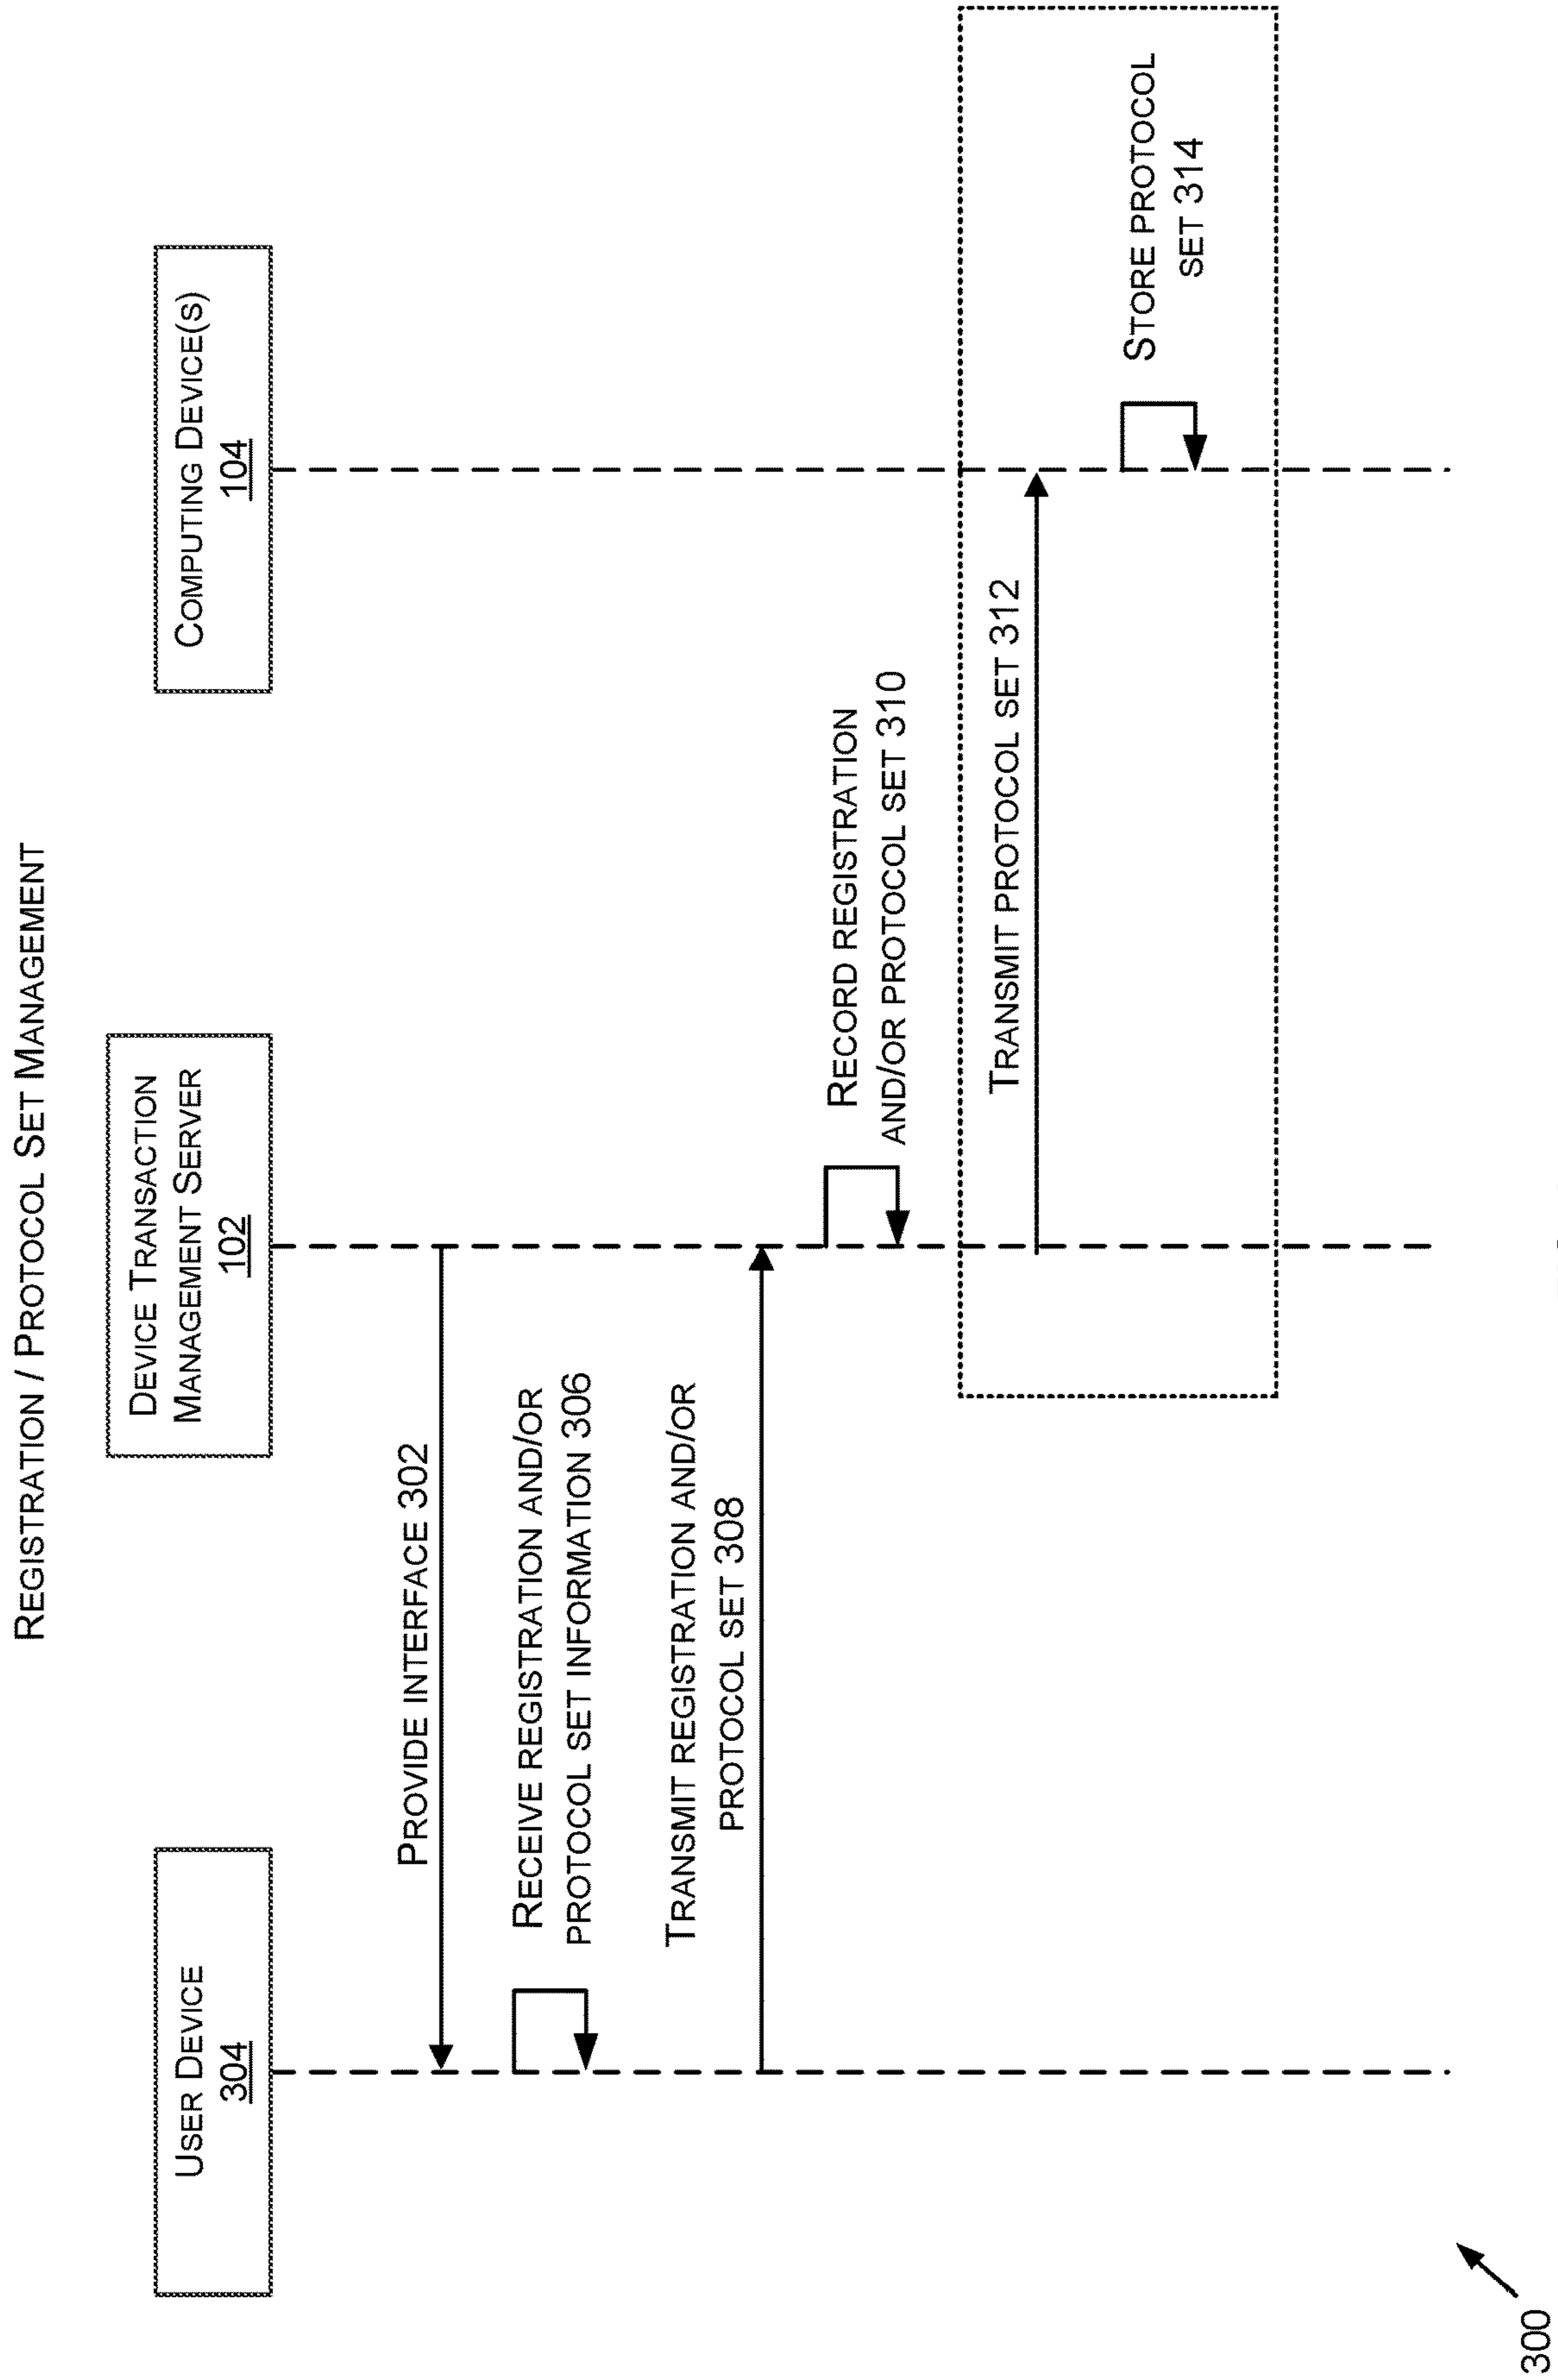 REGISTRATION / PROTOCOL SET MANAGEMENT
USER DEVICE
304
DEVICE TRANSACTION
MANAGEMENT SERVER
102
COMPUTING DEVICE(S)
104
PROVIDE INTERFACE 302
RECEIVE REGISTRATION AND/OR
PROTOCOL SET INFORMATION 306
TRANSMIT REGISTRATION AND/OR
PROTOCOL SET 308
RECORD REGISTRATION
AND/OR PROTOCOL SET 310
TRANSMIT PROTOCOL SET 312
STORE PROTOCOL
SET 314
300